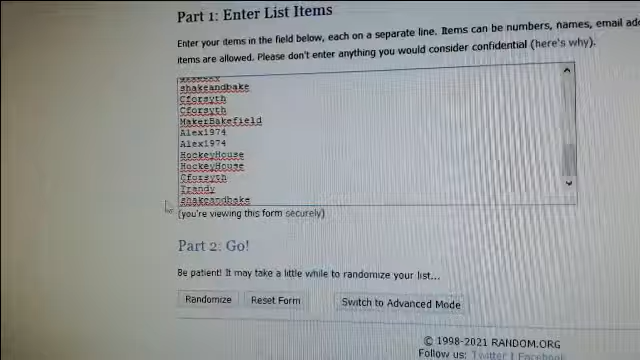 Part 1: Enter List Items
Enter your items in the field below, each on a separate line. Items can be numbers, names, email
items are allowed. Please don't enter anything you would consider confidential (here's why).
shakeandbake
Cforsyth
Cforsyth
MakerBakefield
Alex1974
Alex1974
HockeyHouse
HockeyHouse
Cforsyth
Trandy
shakeandbake
(you're viewing this form securely)
Part 2: Go!
Be patient! It may take a little while to randomize your list...
Randomize Reset Form Switch to Advanced Mode
© 1998-2021 RANDOM.ORG
Follow us: Twitter | Facebook